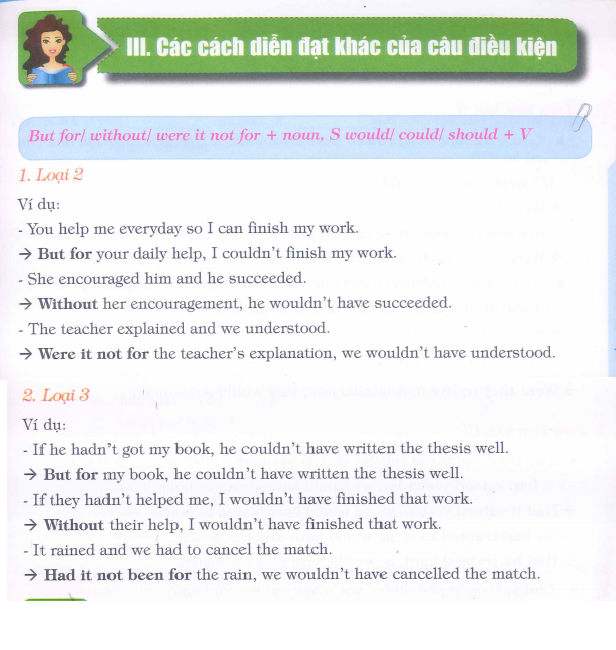 III. Các cách diễn đạt khác của câu điều kiện
But for/ without/ were it not for + noun, S would/ could/ should + V
1. Loại 2
Ví dụ:
- You help me everyday so I can finish my work.
→ But for your daily help, I couldn't finish my work.
- She encouraged him and he succeeded.
→ Without her encouragement, he wouldn't have succeeded.
- The teacher explained and we understood.
→ Were it not for the teacher's explanation, we wouldn't have understood.
2. Loại 3
Ví dụ:
- If he hadn't got my book, he couldn't have written the thesis well.
→ But for my book, he couldn't have written the thesis well.
- If they hadn't helped me, I wouldn't have finished that work.
→ Without their help, I wouldn't have finished that work.
- It rained and we had to cancel the match.
→ Had it not been for the rain, we wouldn't have cancelled the match.